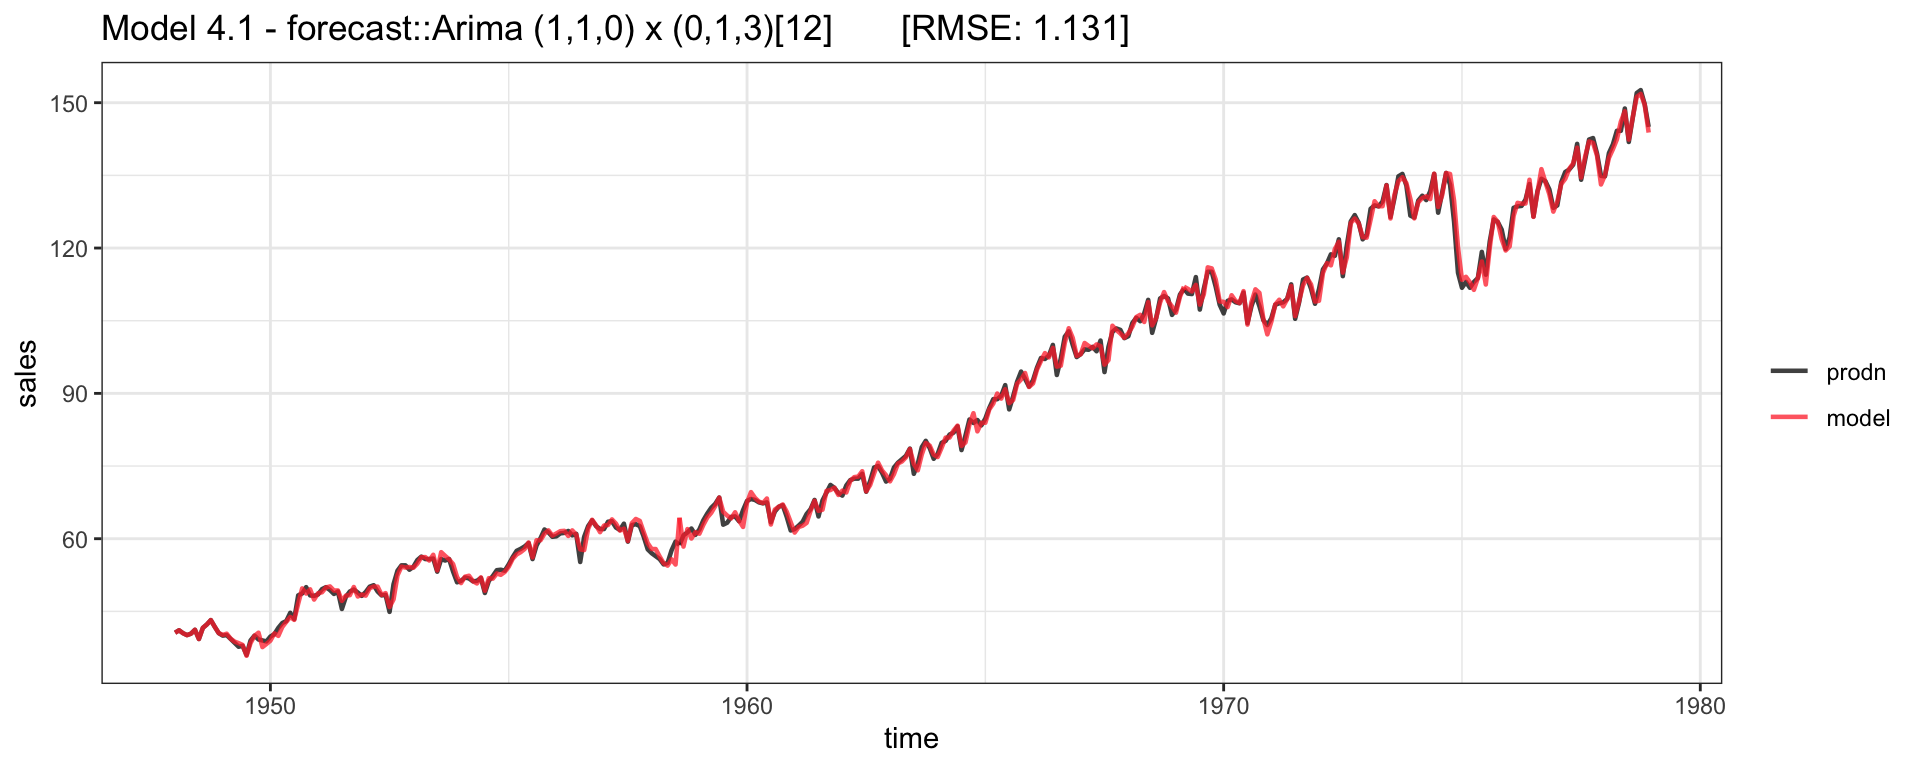 Model 4.1 - forecast::Arima (1,1,0) x (0,1,3)[12] [RMSE: 1.131]
150
120
90
60
sales
1950 1960 1970 1980
time
prodn
model